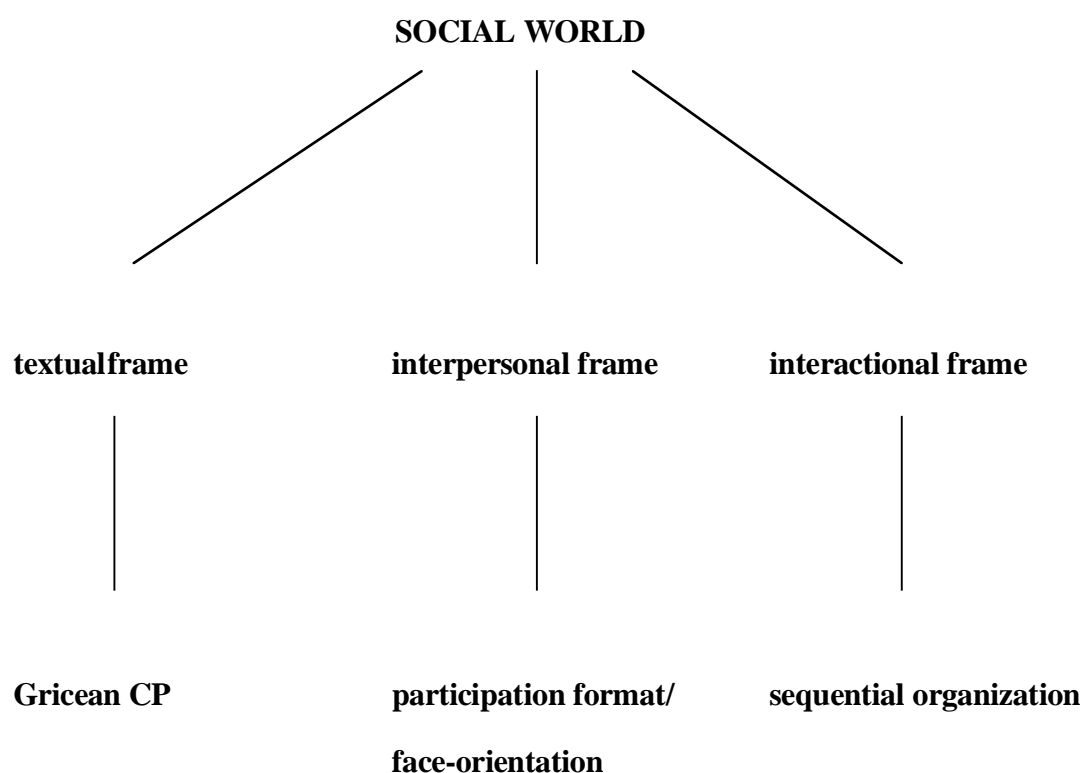 SOCIAL WORLD
textualframe
interpersonal frame
interactional frame
Gricean CP
participation format/
face-orientation
sequential organization